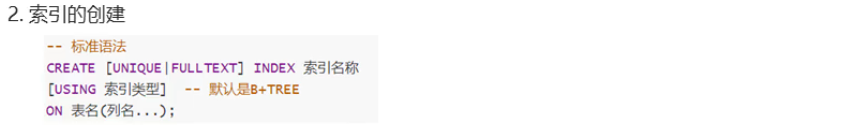 2. 索引的创建
-- 标准语法
CREATE [UNIQUE|FULLTEXT] INDEX 索引名称
[USING 索引类型]  -- 默认是B+TREE
ON 表名(列名...);